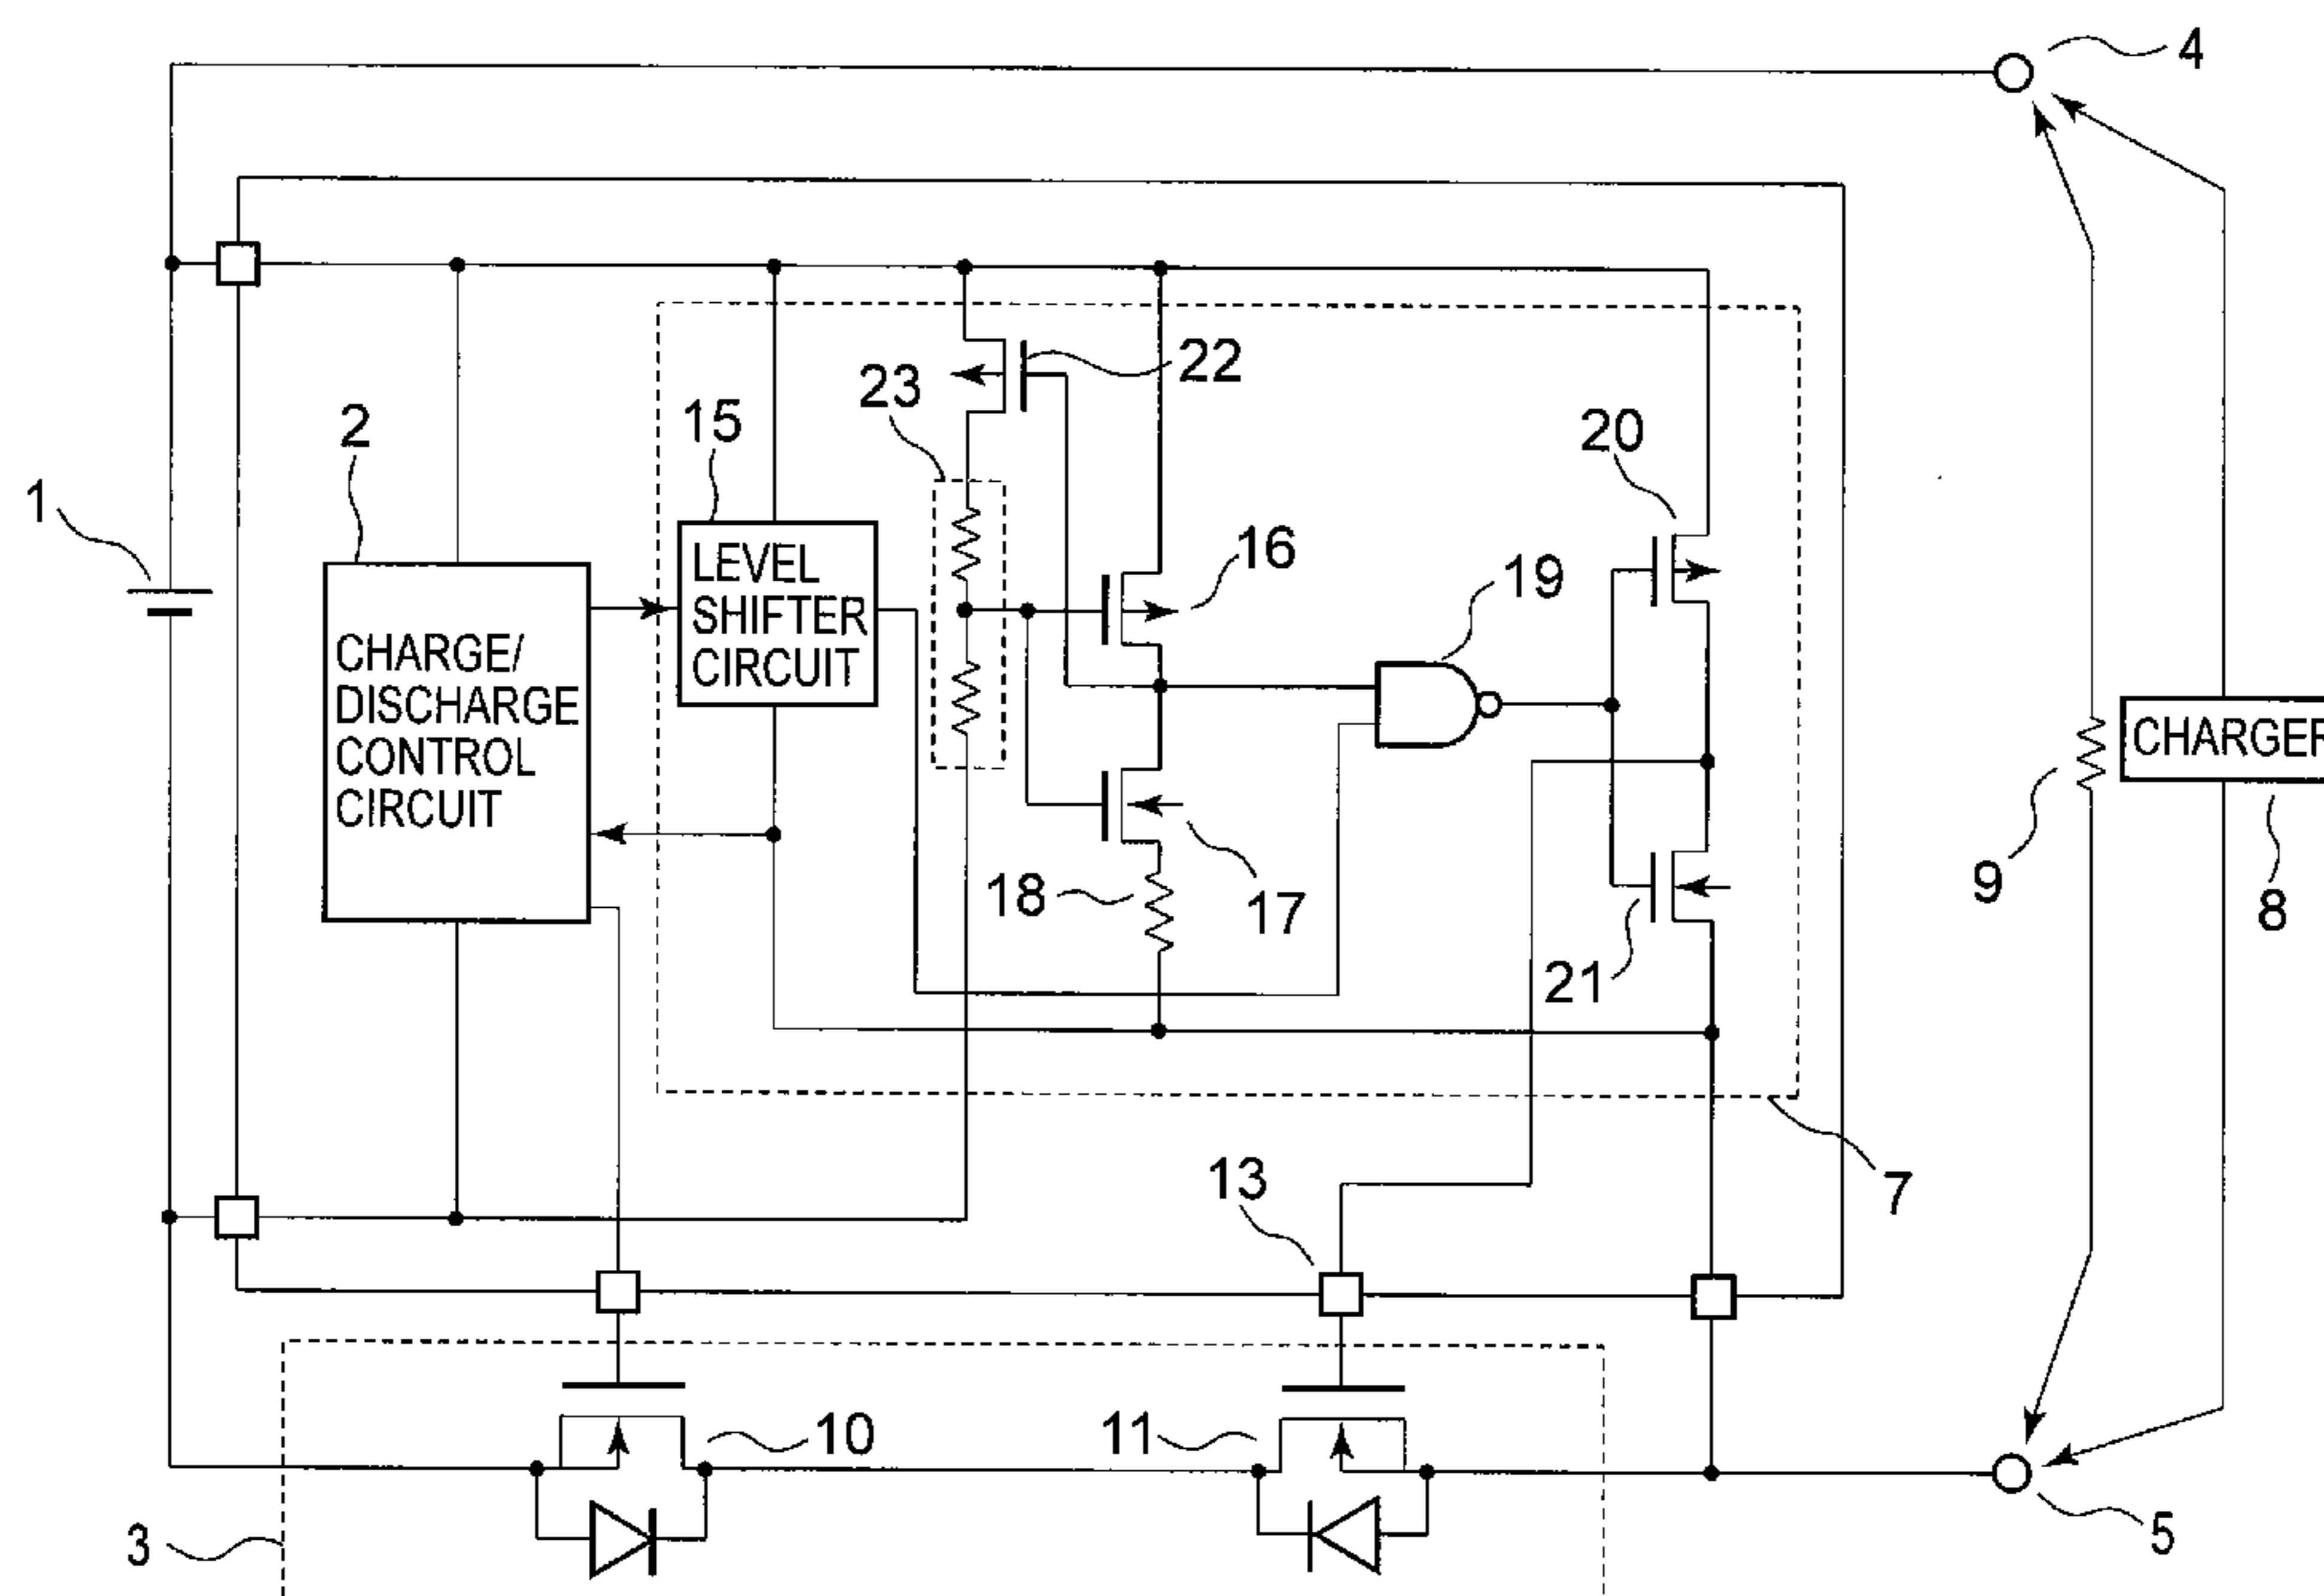 4
22
23
15
2
20
1
LEVEL
SHIFTER
CIRCUIT
16
19
CHARGE/
DISCHARGE
CONTROL
CIRCUIT
CHARGER
9
8
18
17
21
13
7
10
11
3
5